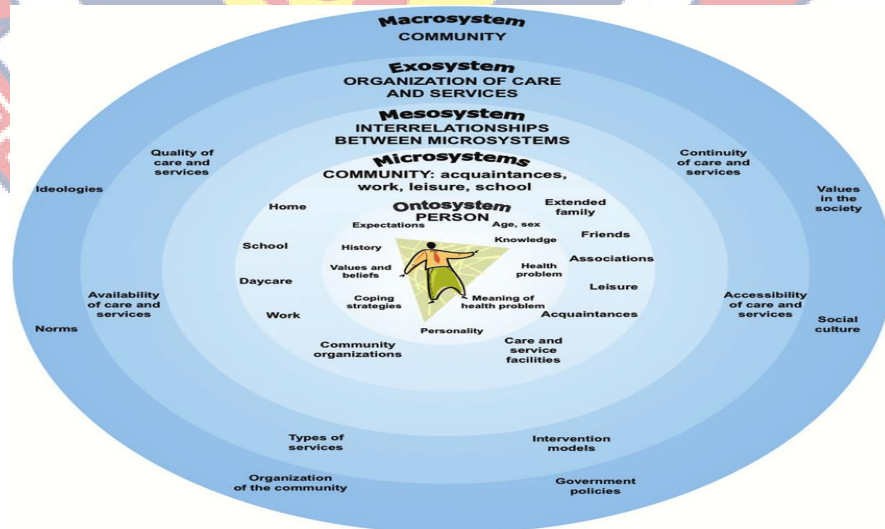 Macrosystem
COMMUNITY
Exosystem
ORGANIZATION OF CARE
AND SERVICES
Mesosystem
INTERRELATIONSHIPS
BETWEEN MICROSYSTEMS
Quality of
care and
services
Continuity
of care and
services
Microsystems
COMMUNITY: acquaintances,
work, leisure, school
Ideologies
Values
in the
society
Home
Extended
family
Ontosystem
PERSON
Expectations
Age, sex
School
History
Knowledge
Friends
Values and
beliefs
Health
problem
Associations
Daycare
Leisure
Availability
of care and
services
Coping
strategies
Meaning of
health problem
Accessibility
of care and
services
Work
Acquaintances
Norms
Personality
Social
culture
Community
organizations
Care and
service
facilities
Types of
services
Intervention
models
Organization
of the community
Government
policies